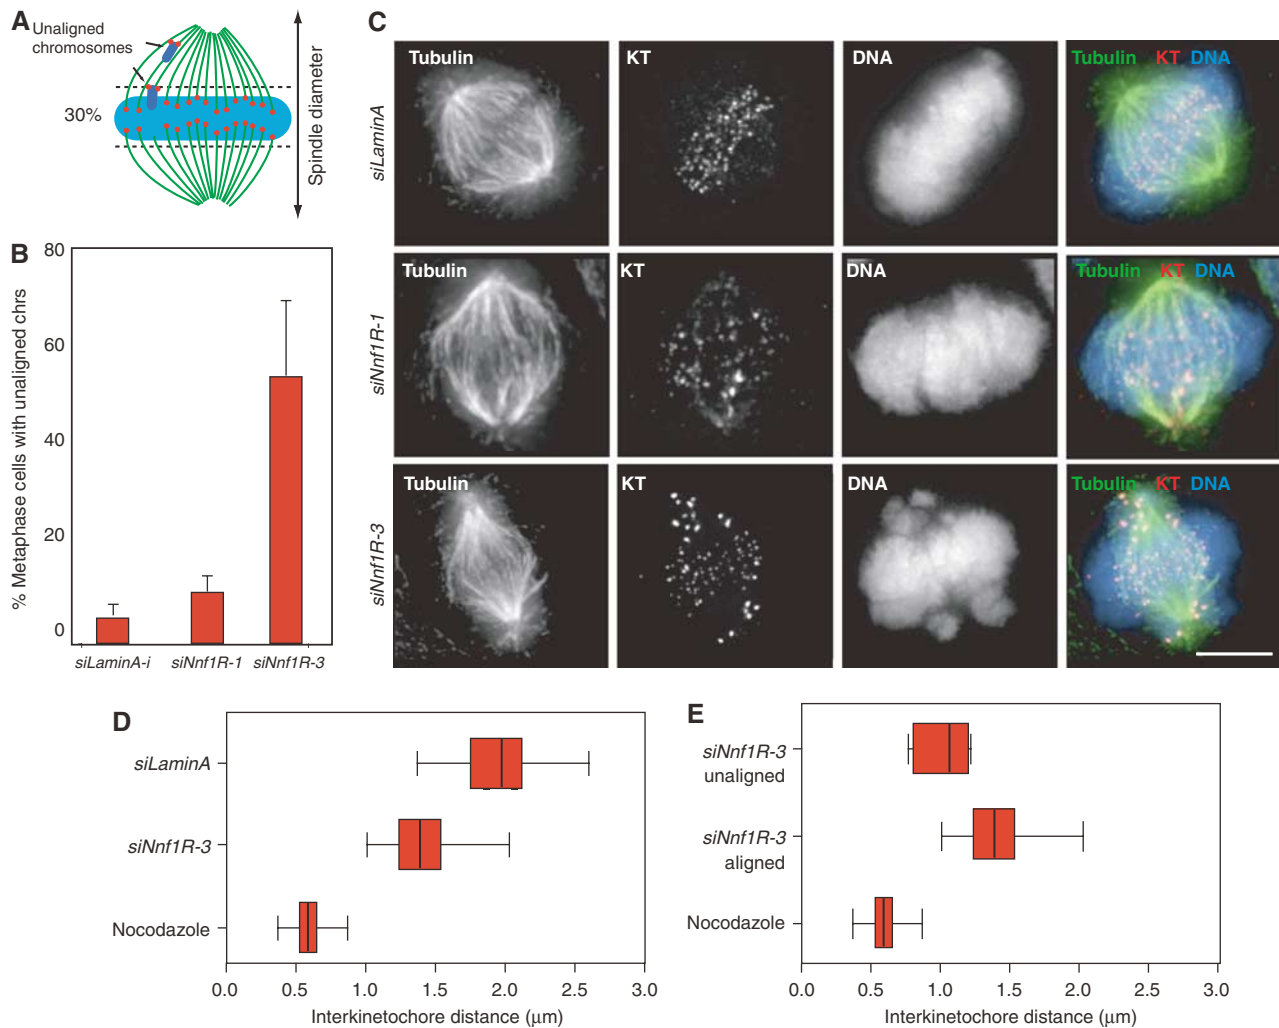 A
Unaligned
chromosomes
30%
Spindle diameter
B
% Metaphase cells with unaligned chrs
80
60
40
20
0
siLaminA-i siNnf1R-1 siNnf1R-3
C
siLaminA
Tubulin
KT
DNA
Tubulin KT DNA
siNnf1R-1
Tubulin
KT
DNA
Tubulin KT DNA
siNnf1R-3
Tubulin
KT
DNA
Tubulin KT DNA
D
siLaminA
siNnf1R-3
Nocodazole
0.0 0.5 1.0 1.5 2.0 2.5 3.0
Interkinetochore distance (μm)
E
siNnf1R-3
unaligned
siNnf1R-3
aligned
Nocodazole
0.0 0.5 1.0 1.5 2.0 2.5 3.0
Interkinetochore distance (μm)